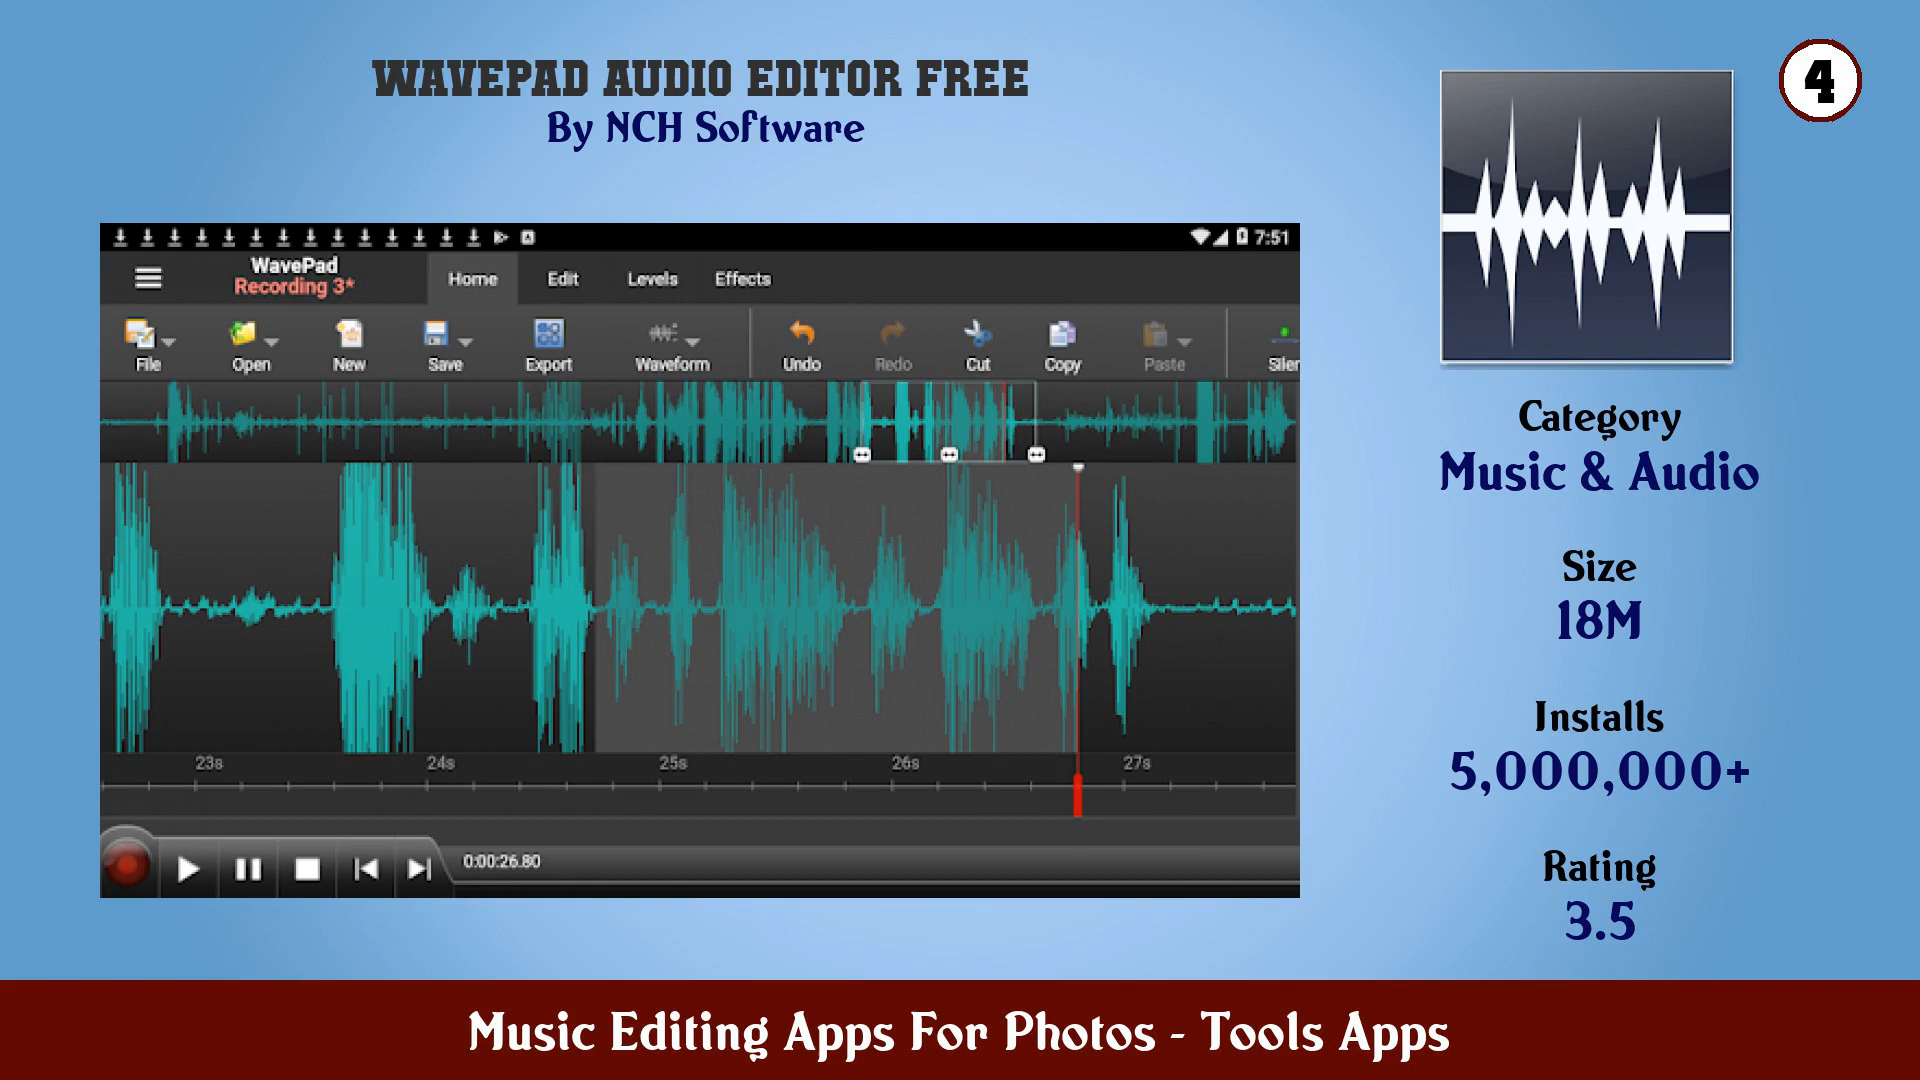 WAVEPAD AUDIO EDITOR FREE
By NCH Software
4
7:51
WavePad
Recording 3*
Home Edit Levels Effects
File Open New Save Export Waveform Undo Redo Cut Copy Paste Silen
23s 24s 25s 26s 27s
0:00:26.80
Category
Music & Audio
Size
18M
Installs
5,000,000+
Rating
3.5
Music Editing Apps For Photos - Tools Apps